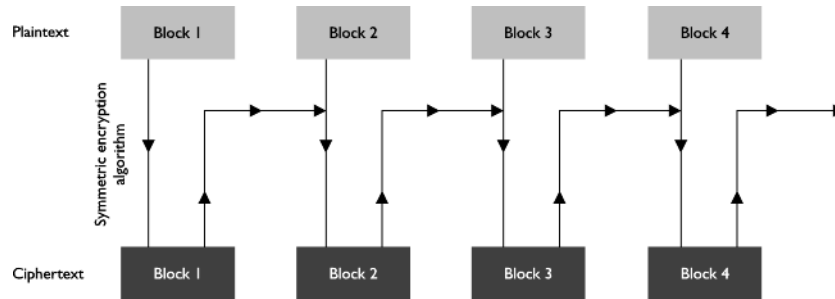 Plaintext
Block 1
Block 2
Block 3
Block 4
Symmetric encryption
algorithm
Ciphertext
Block 1
Block 2
Block 3
Block 4